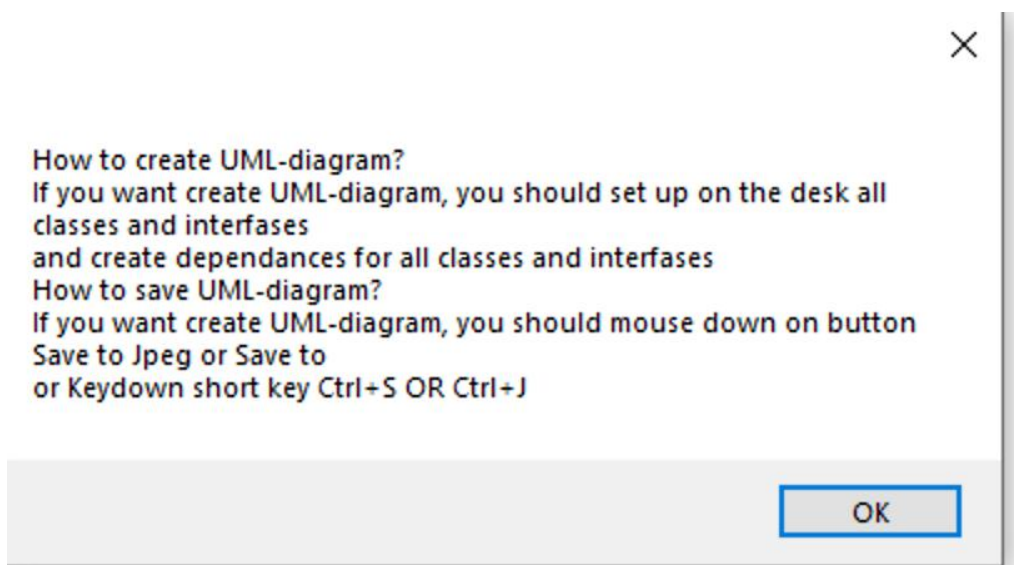 How to create UML-diagram?
If you want create UML-diagram, you should set up on the desk all
classes and interfases
and create dependances for all classes and interfases
How to save UML-diagram?
If you want create UML-diagram, you should mouse down on button
Save to Jpeg or Save to
or Keydown short key Ctrl+S OR Ctrl+J
OK